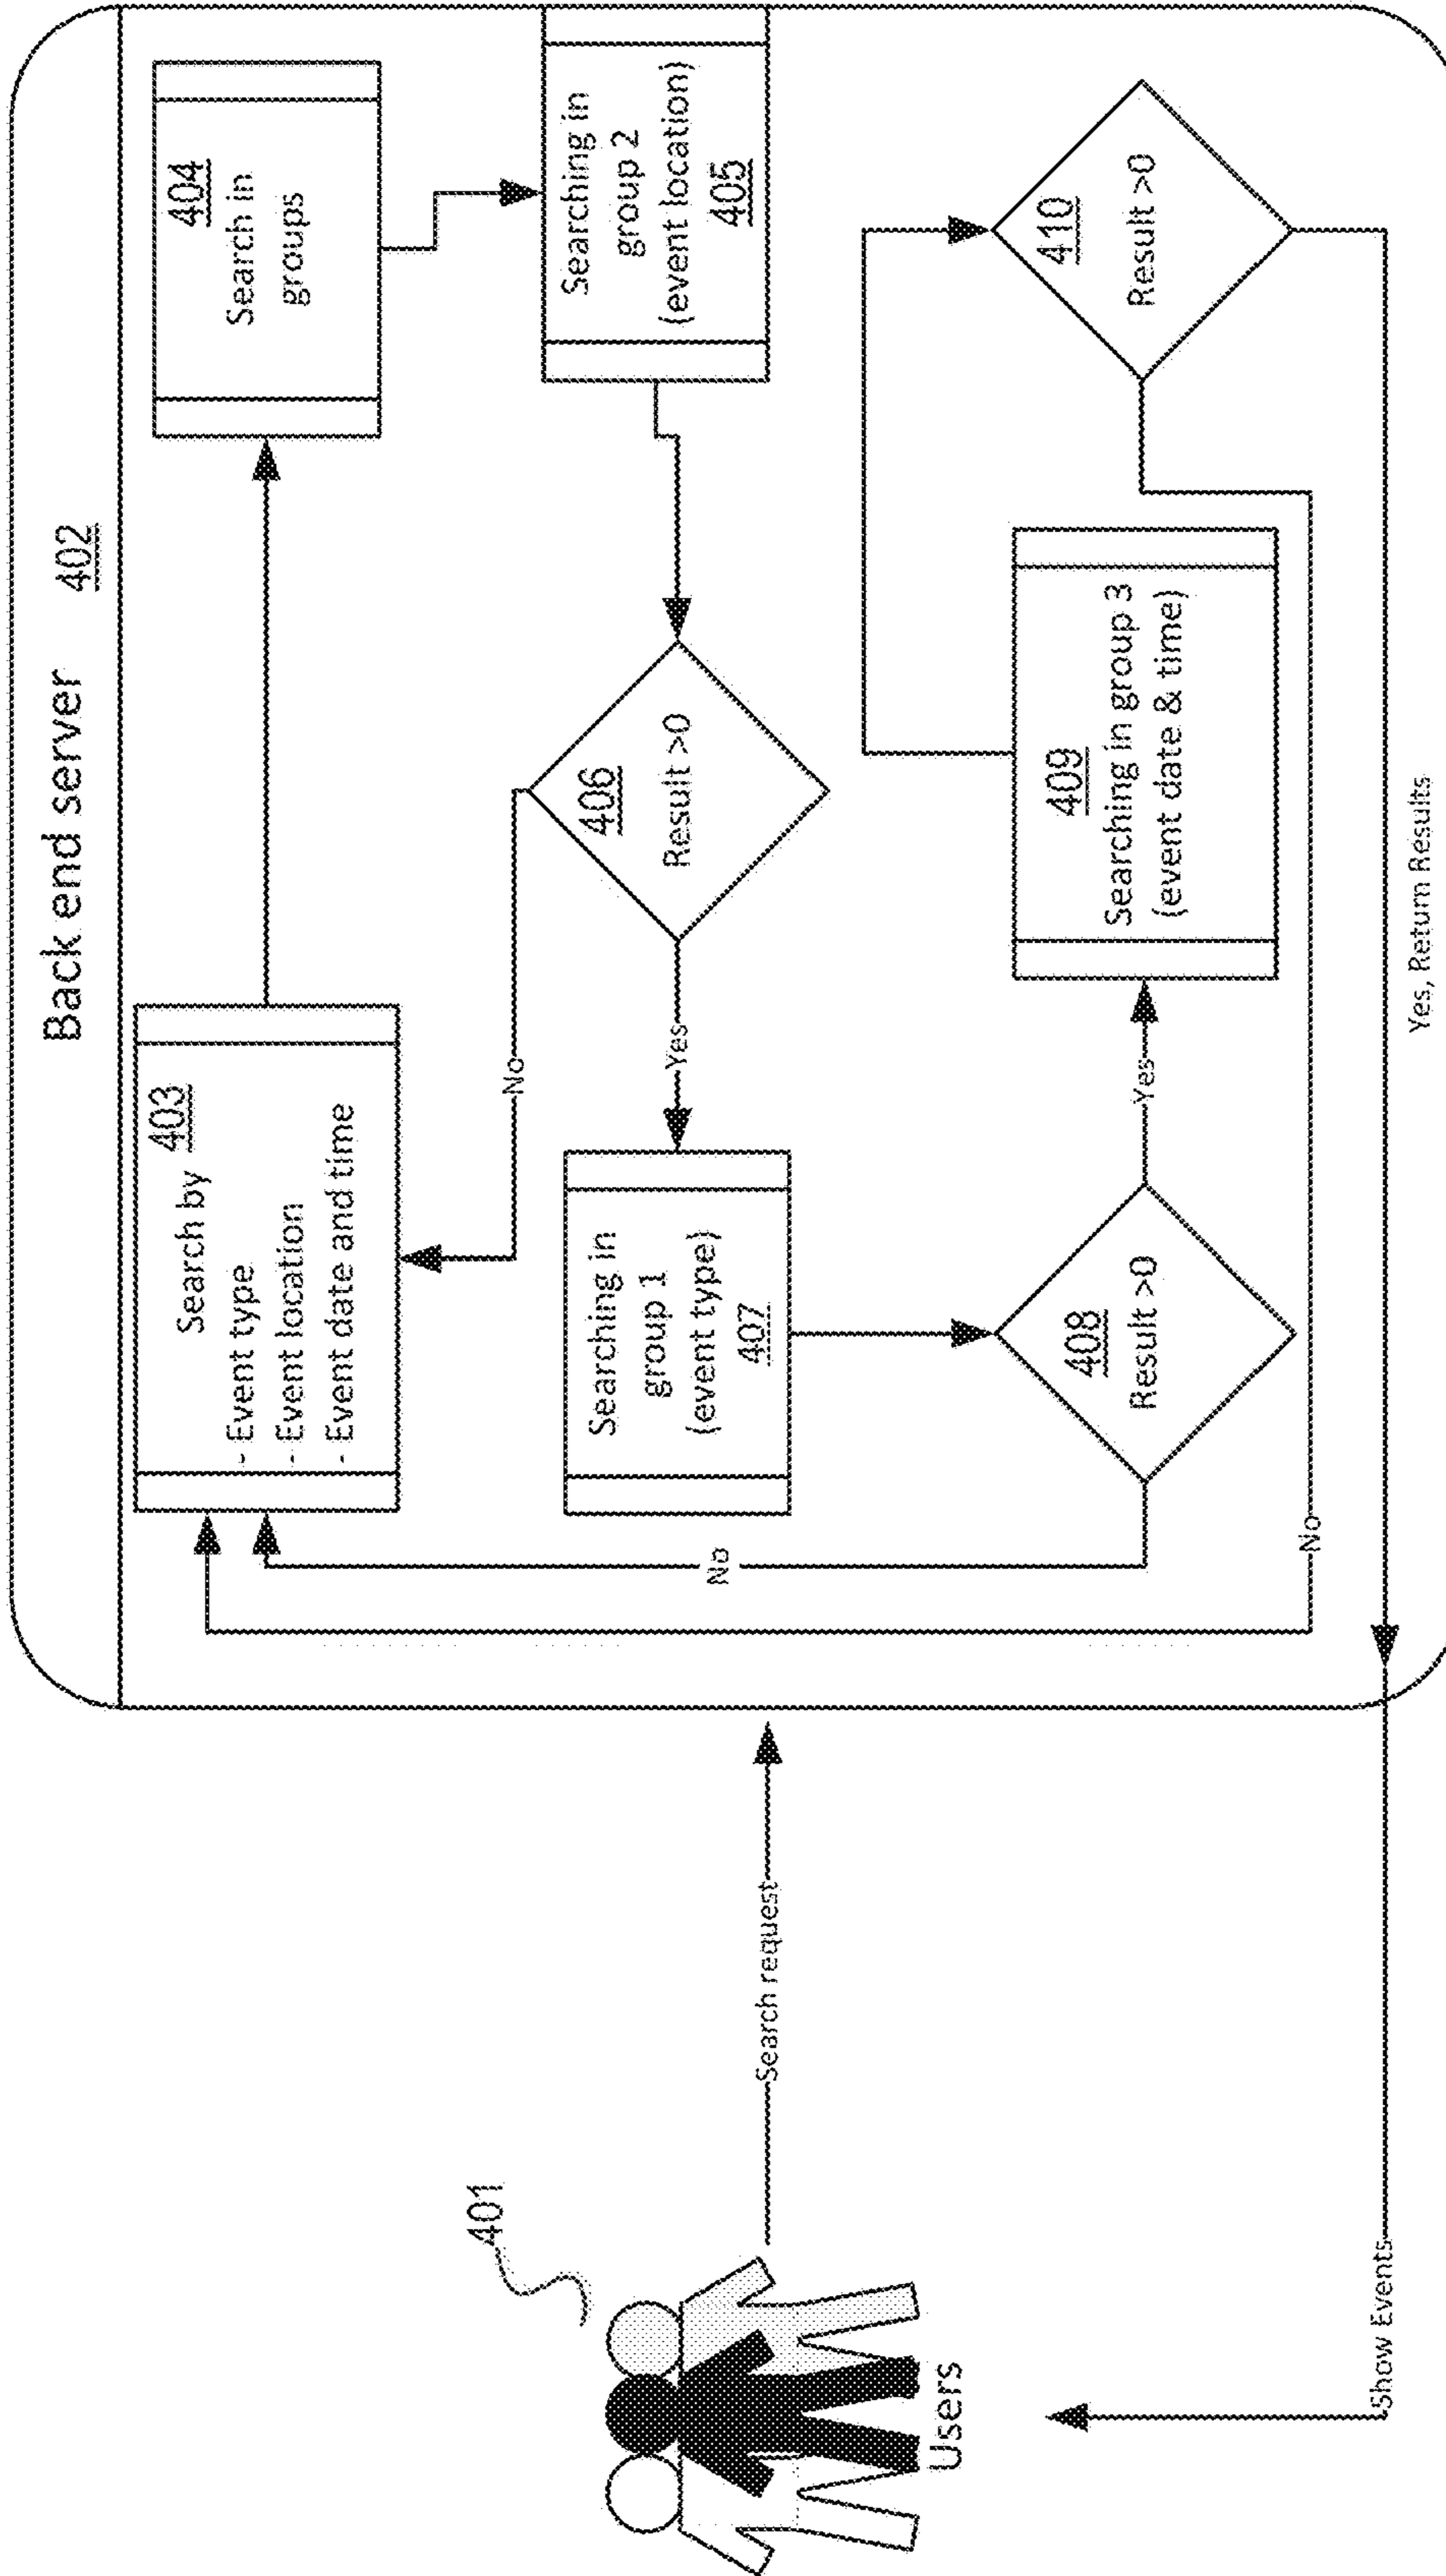 Back end server 402
403
Search by
- Event type
- Event location
- Event date and time
404
Search in
groups
No
Searching in
group 2
(event location)
405
406
Result >0
Yes
Searching in
group 1
(event type)
407
No
408
Result >0
Yes
409
Searching in group 3
(event date & time)
410
Result >0
No
Yes, Return Results
401
Users
Search request
Show Events